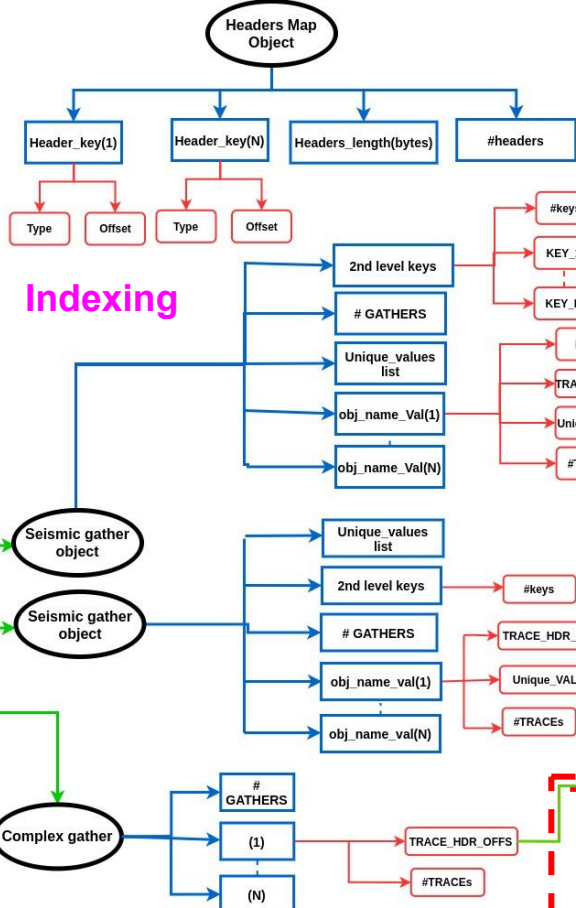 Headers Map
Object
Header_key(1)
Header_key(N)
Headers_length(bytes)
#headers
Type
Offset
Type
Offset
Indexing
2nd level keys
# GATHERS
Unique_values
list
obj_name_Val(1)
obj_name_Val(N)
Seismic gather
object
Seismic gather
object
Unique_values
list
2nd level keys
#keys
# GATHERS
TRACE_HDR_
obj_name_val(1)
Unique_VAL
obj_name_val(N)
#TRACEs
#
GATHERS
Complex gather
(1)
TRACE_HDR_OFFS
#TRACEs
(N)